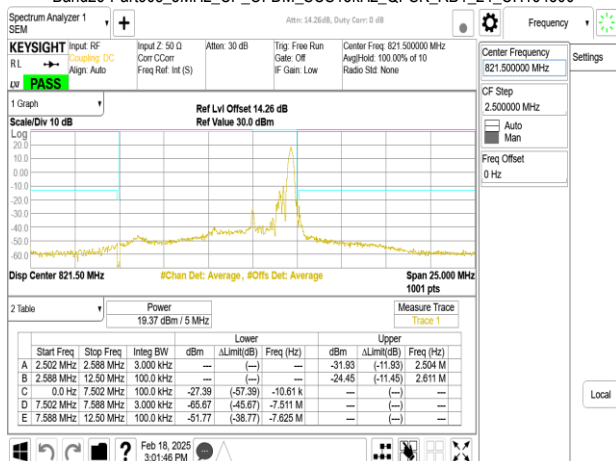 Spectrum Analyzer 1
SEM
Attn: 14.26dB, Duty Corr: 0 dB
Frequency
KEYSIGHT
RL
PASS
Input: RF
Coupling: DC
Align: Auto
Input Z: 50 Ω
Corr CCorr
Freq Ref: Int (S)
Atten: 30 dB
Trig: Free Run
Gate: Off
IF Gain: Low
Center Freq: 821.500000 MHz
Avg|Hold: 100.00% of 10
Radio Std: None
Center Frequency
821.500000 MHz
Settings
CF Step
2.500000 MHz
Auto
Man
Freq Offset
0 Hz
Local
1 Graph
Scale/Div 10 dB
Ref Lvl Offset 14.26 dB
Ref Value 30.0 dBm
Log
20.0
10.0
0.00
-10.0
-20.0
-30.0
-40.0
-50.0
-60.0
Disp Center 821.50 MHz
#Chan Det: Average , #Offs Det: Average
Span 25.000 MHz
1001 pts
2 Table
Power
19.37 dBm / 5 MHz
Measure Trace
Trace 1
Lower Upper
Start Freq Stop Freq Integ BW dBm ΔLimit(dB) Freq (Hz) dBm ΔLimit(dB) Freq (Hz)
A 2.502 MHz 2.588 MHz 3.000 kHz --- (---) --- -31.93 (-11.93) 2.504 M
B 2.588 MHz 12.50 MHz 100.0 kHz --- (---) --- -24.45 (-11.45) 2.611 M
C 0.0 Hz 7.502 MHz 100.0 kHz -27.39 (-57.39) -10.61 k --- (---) ---
D 7.502 MHz 7.588 MHz 3.000 kHz -65.67 (-45.67) -7.511 M --- (---) ---
E 7.588 MHz 12.50 MHz 100.0 kHz -51.77 (-38.77) -7.625 M --- (---) ---
Feb 18, 2025
3:01:46 PM